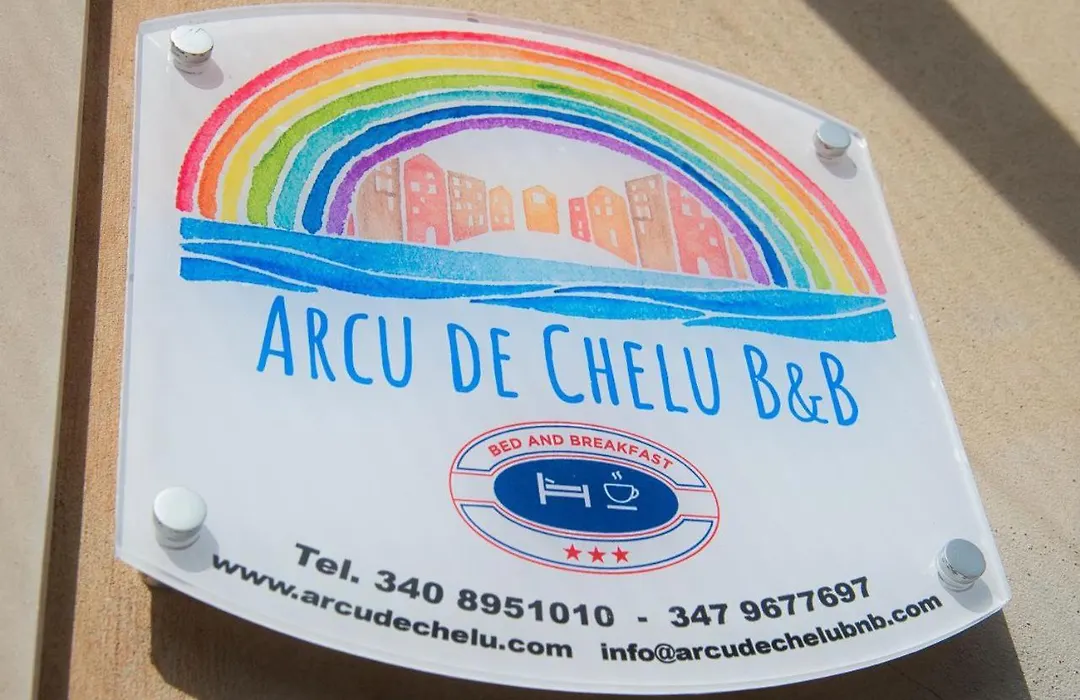 ARCU DE CHELU B&B
BED AND BREAKFAST
Tel. 340 8951010 - 347 9677697
www.arcudechelu.com info@arcudechelubnb.com